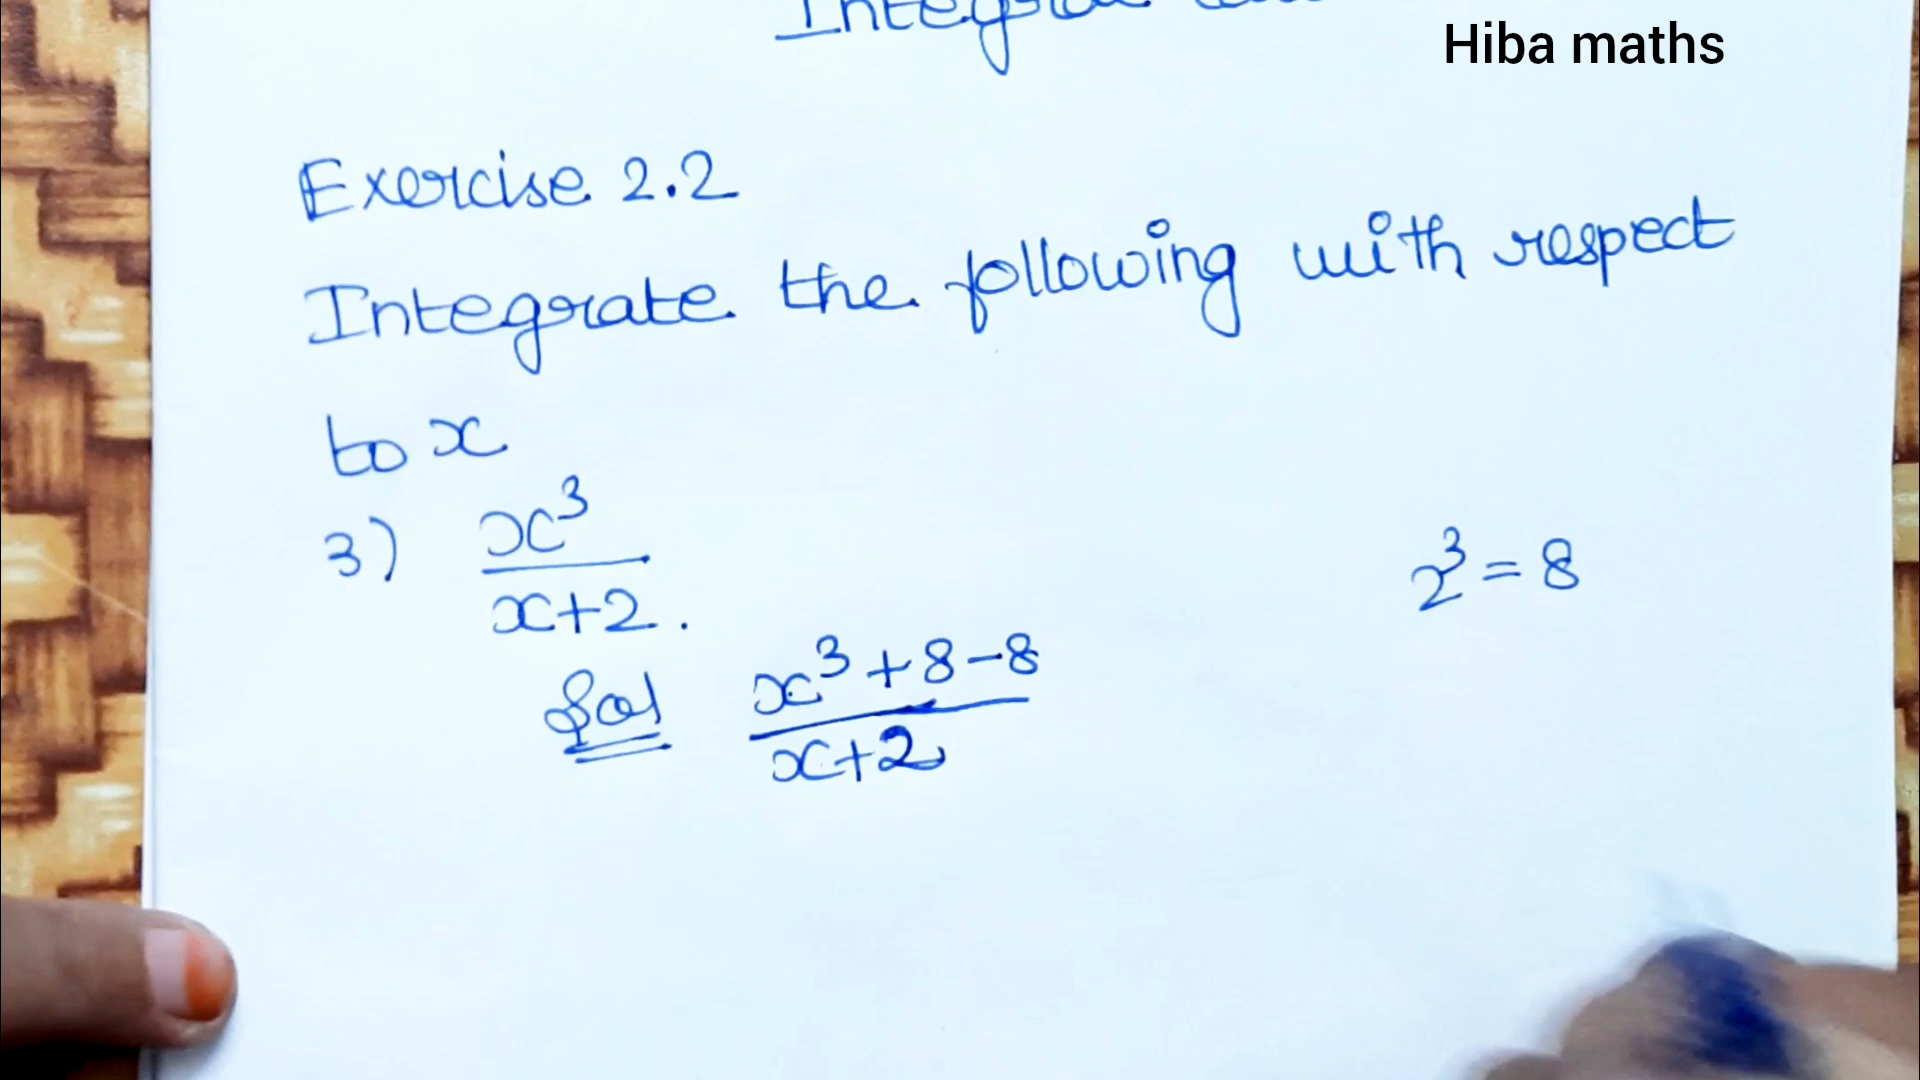 Hiba maths
Exercise 2.2
Integrate the following with respect
to x
3) x³/x+2.
2³ = 8
Sol x³+8-8/x+2